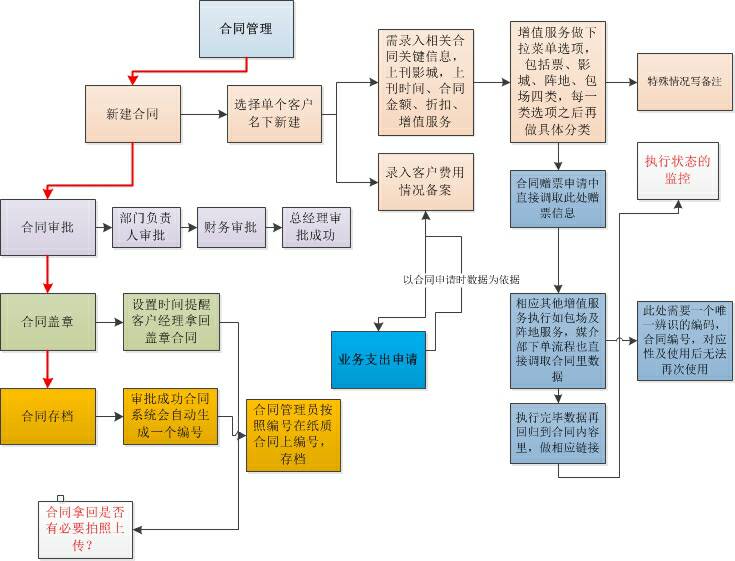 合同管理
新建合同
选择单个客户
名下新建
需录入相关合
同关键信息，
上刊影城，上
刊时间、合同
金额、折扣、
增值服务
增值服务做下
拉菜单选项，
包括票、影
城、阵地、包
场四类，每一
类选项之后再
做具体分类
特殊情况写备注
录入客户费用
情况备案
合同赠票申请中
直接调取此处赠
票信息
执行状态的
监控
合同审批
部门负责
人审批
财务审批
总经理审
批成功
以合同申请时数据为依据
合同盖章
设置时间提醒
客户经理拿回
盖章合同
业务支出申请
相应其他增值服
务执行如包场及
阵地服务，媒介
部下单流程也直
接调取合同里数
据
此处需要一个唯
一辨识的编码，
合同编号，对应
性及使用后无法
再次使用
合同存档
审批成功合同
系统会自动生
成一个编号
合同管理员按
照编号在纸质
合同上编号，
存档
执行完毕数据再
回归到合同内容
里，做相应链接
合同拿回是否
有必要拍照上
传？